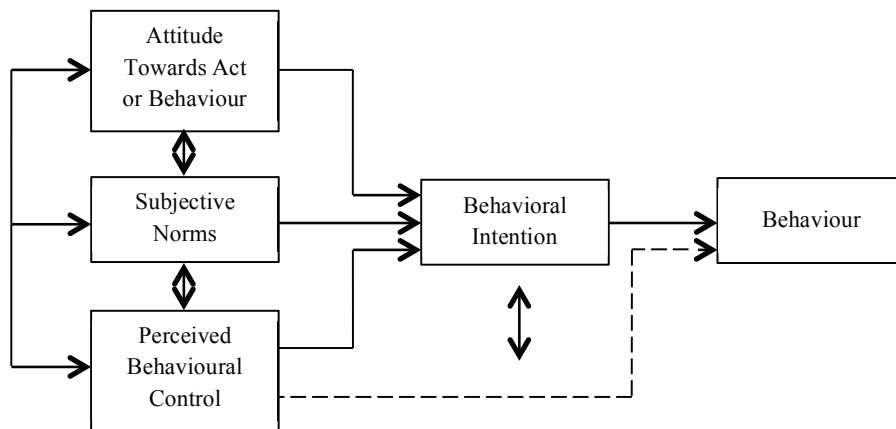 Attitude
Towards Act
or Behaviour
Subjective
Norms
Perceived
Behavioural
Control
Behavioral
Intention
Behaviour